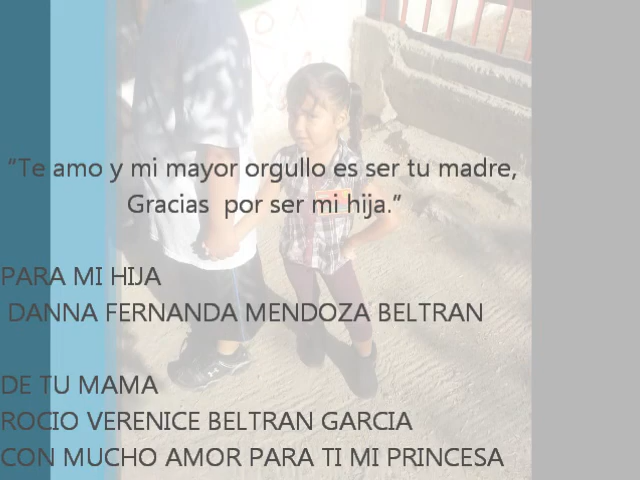 “Te amo y mi mayor orgullo es ser tu madre,
Gracias  por ser mi hija.”
PARA MI HIJA
DANNA FERNANDA MENDOZA BELTRAN
DE TU MAMA
ROCIO VERENICE BELTRAN GARCIA
CON MUCHO AMOR PARA TI MI PRINCESA